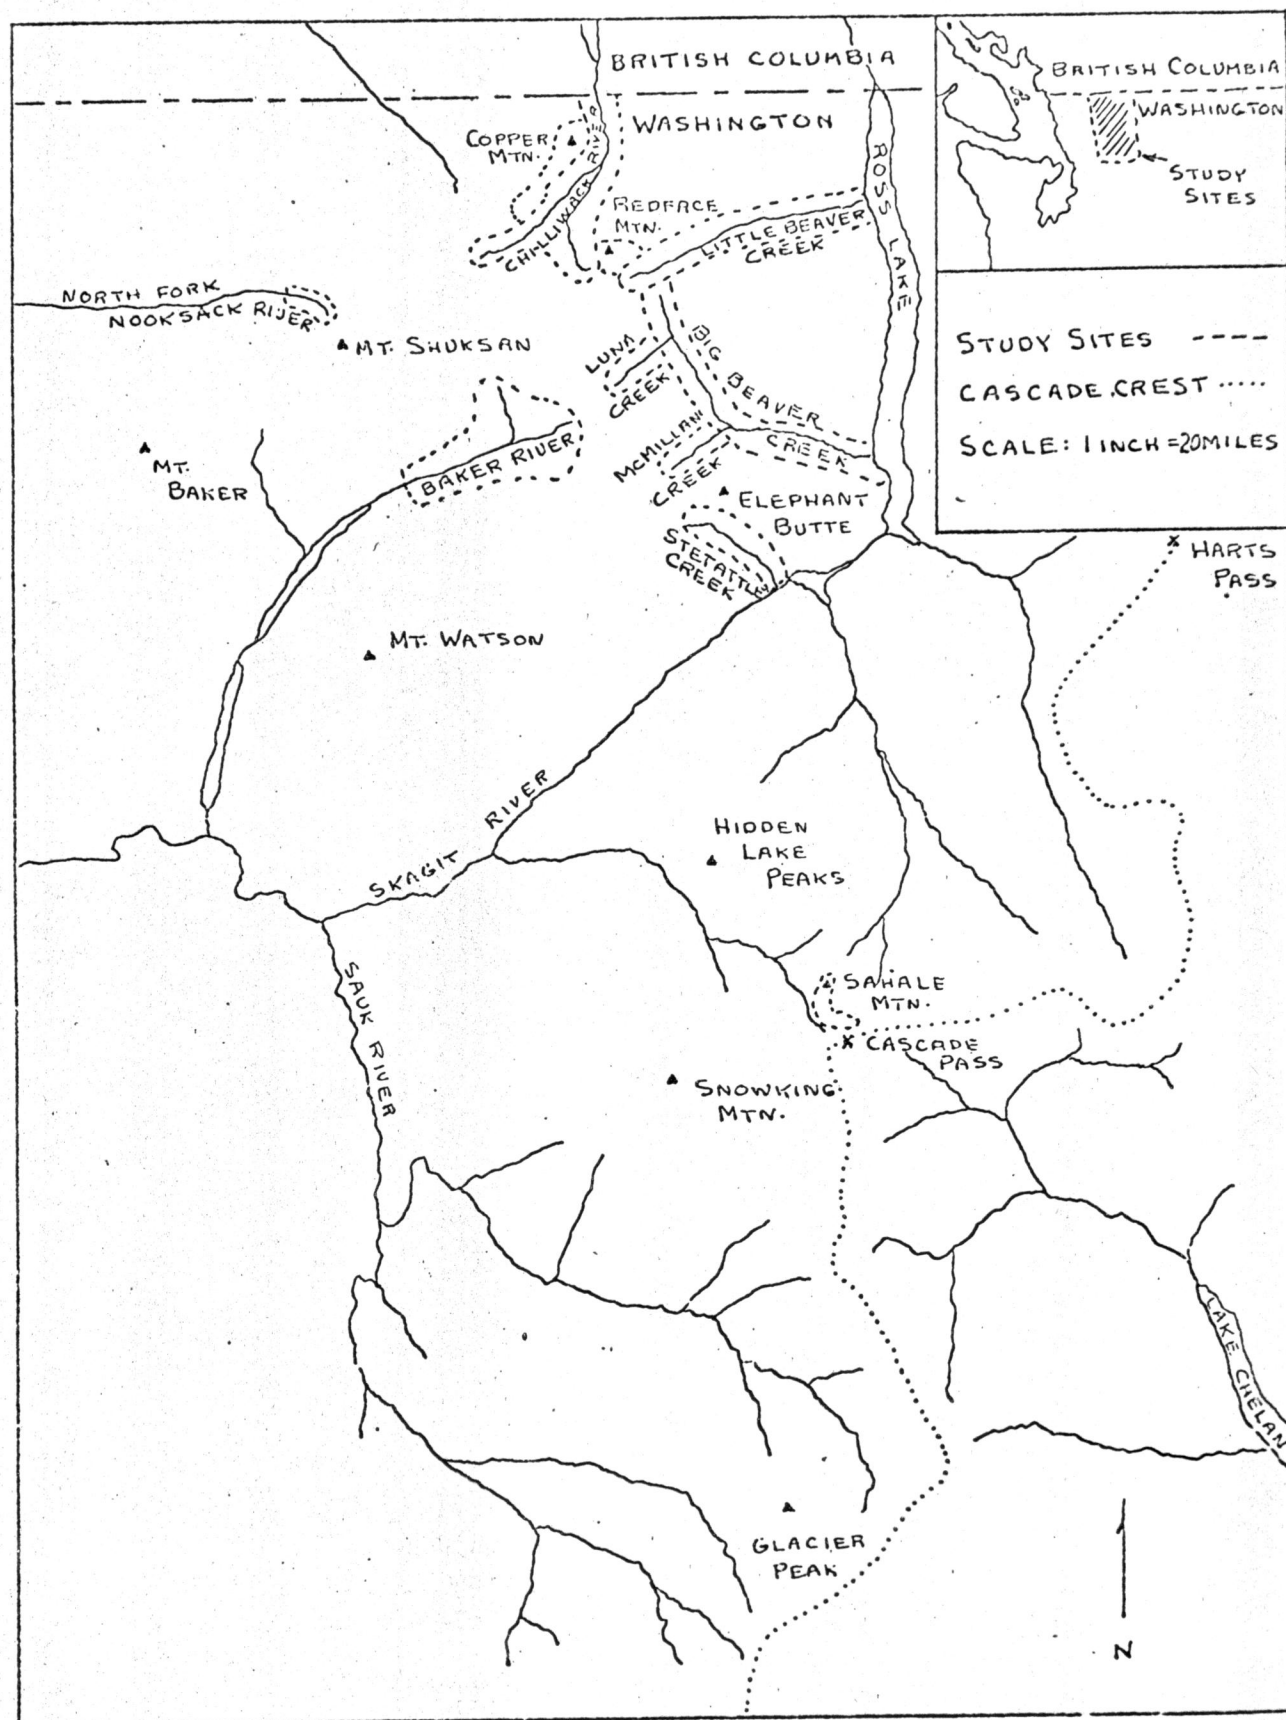 BRITISH COLUMBIA
WASHINGTON
COPPER
MTN.
CHILLIWACK RIVER
REDFACE
MTN.
LITTLE BEAVER
CREEK
ROSS LAKE
NORTH FORK
NOOKSACK RIVER
MT. SHUKSAN
LUNA
CREEK
BIG BEAVER
CREEK
MCMILLAN
CREEK
MT.
BAKER
BAKER RIVER
ELEPHANT
BUTTE
STETATTLE
CREEK
MT. WATSON
SKAGIT RIVER
HIDDEN
LAKE
PEAKS
SAUK RIVER
SAHALE
MTN.
CASCADE
PASS
SNOWKING
MTN.
LAKE CHELAN
GLACIER
PEAK
N
HARTS
PASS
BRITISH COLUMBIA
WASHINGTON
STUDY
SITES
STUDY SITES
CASCADE CREST
SCALE: 1 INCH = 20 MILES